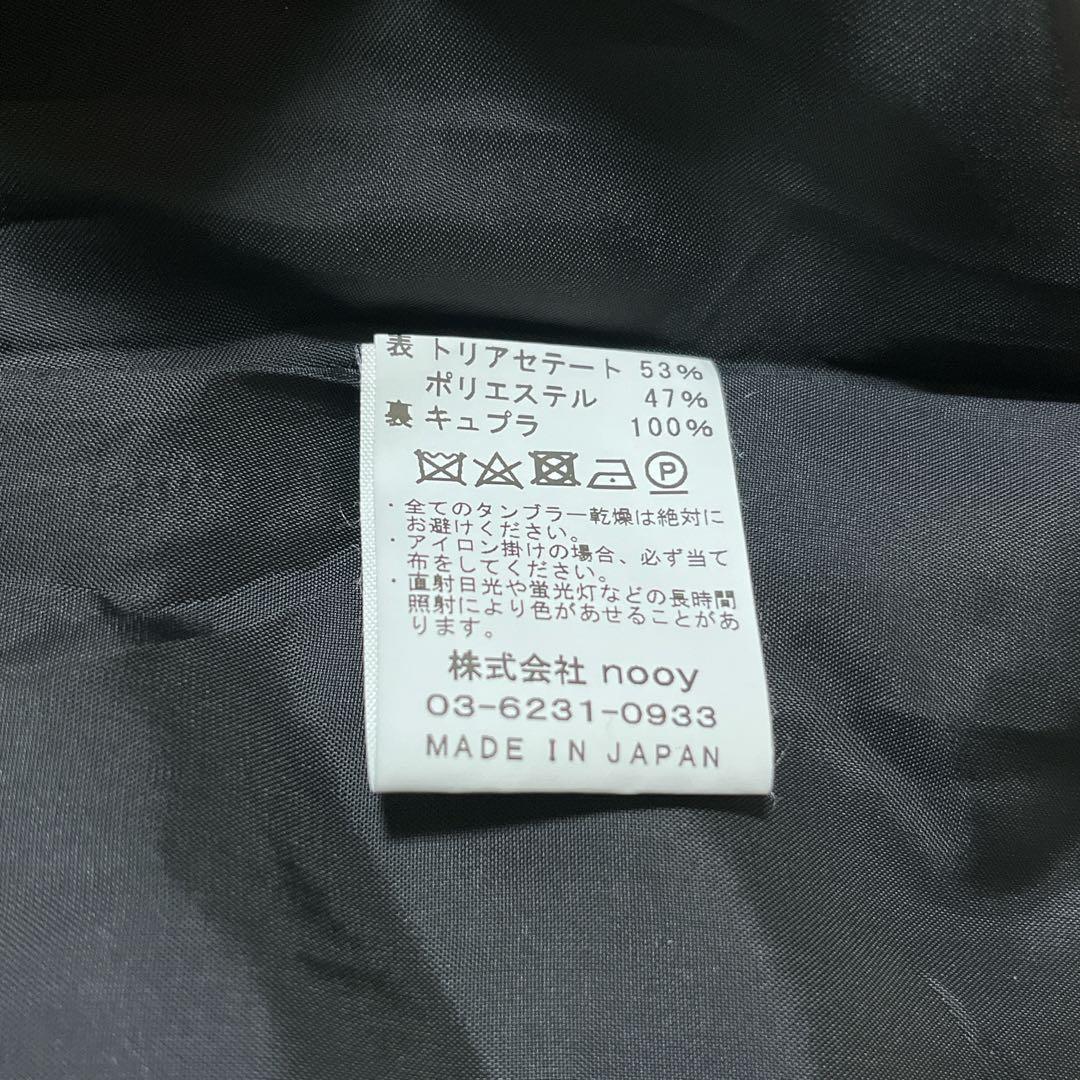 表 トリアセテート 53%
ポリエステル 47%
裏 キュプラ 100%
P
・全てのタンブラー乾燥は絶対に
お避けください。
・アイロン掛けの場合、必ず当て
布をしてください。
・直射日光や蛍光灯などの長時間
照射により色があせることがあ
ります。
株式会社 nooy
03-6231-0933
MADE IN JAPAN